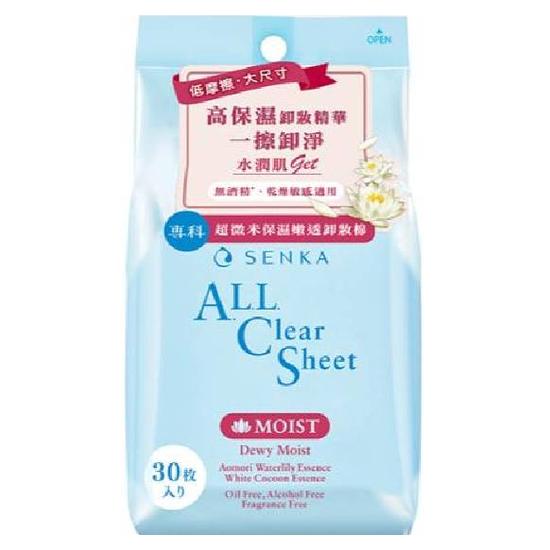 OPEN
低摩擦·大尺寸
高保濕卸妝精華
一擦卸淨
水潤肌Get
無酒精*、乾燥敏感適用
專科 超微米保濕嫩透卸妝棉
SENKA
A.L.L.
Clear
Sheet
MOIST
Dewy Moist
Aomori Waterlily Essence
White Cocoon Essence
Oil Free, Alcohol Free
Fragrance Free
30枚
入り